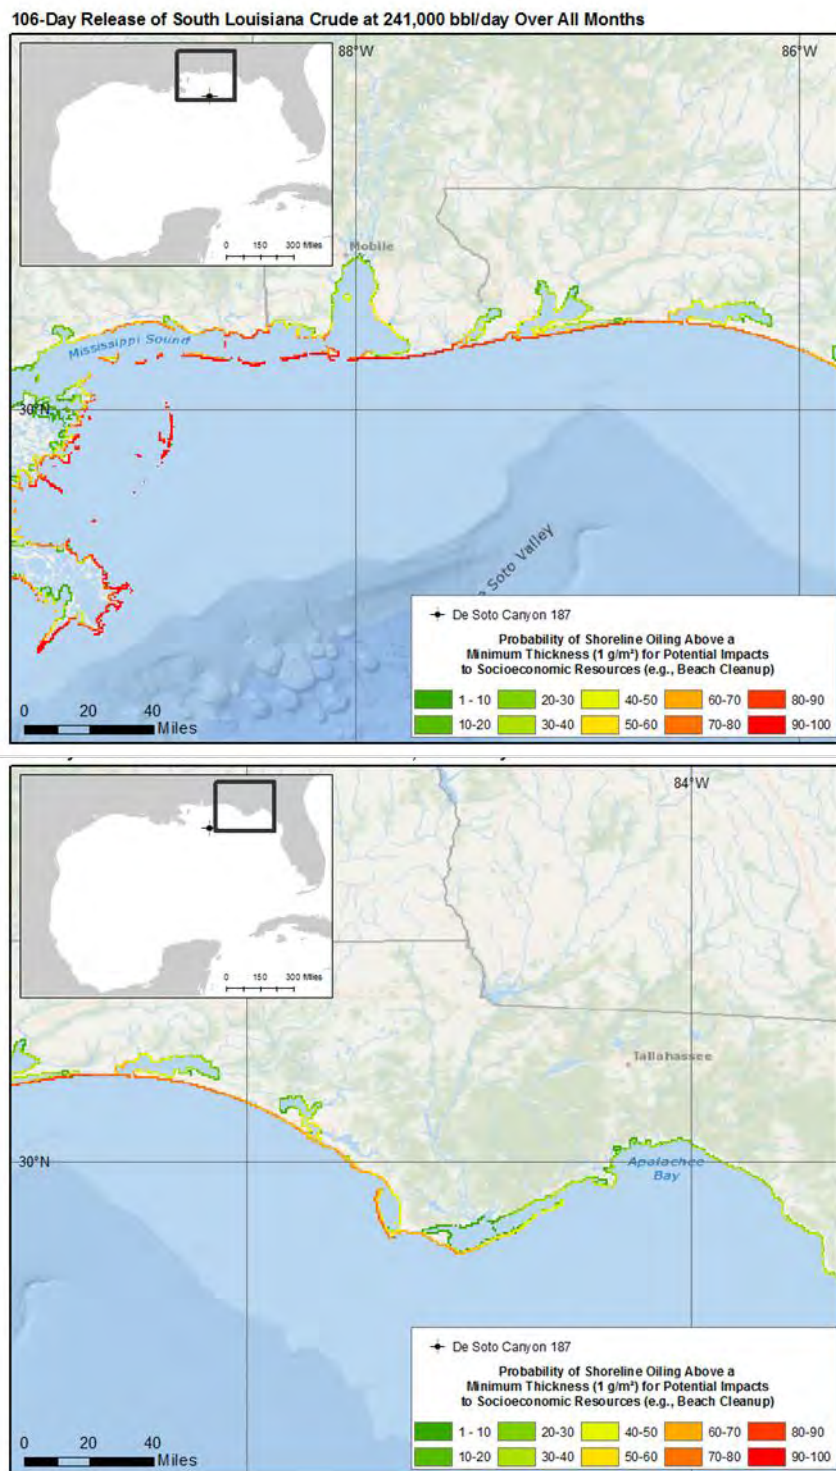 106-Day Release of South Louisiana Crude at 241,000 bbl/day Over All Months
88°W
86°W
0 150 300 Miles
Mobile
Mississippi Sound
30°N
Soto Valley
De Soto Canyon 187
Probability of Shoreline Oiling Above a
Minimum Thickness (1 g/m²) for Potential Impacts
to Socioeconomic Resources (e.g., Beach Cleanup)
1 - 10 20-30 40-50 60-70 80-90
10-20 30-40 50-60 70-80 90-100
0 20 40
Miles
84°W
0 150 300 Miles
Tallahassee
30°N
Apalachee
Bay
De Soto Canyon 187
Probability of Shoreline Oiling Above a
Minimum Thickness (1 g/m²) for Potential Impacts
to Socioeconomic Resources (e.g., Beach Cleanup)
1 - 10 20-30 40-50 60-70 80-90
10-20 30-40 50-60 70-80 90-100
0 20 40
Miles